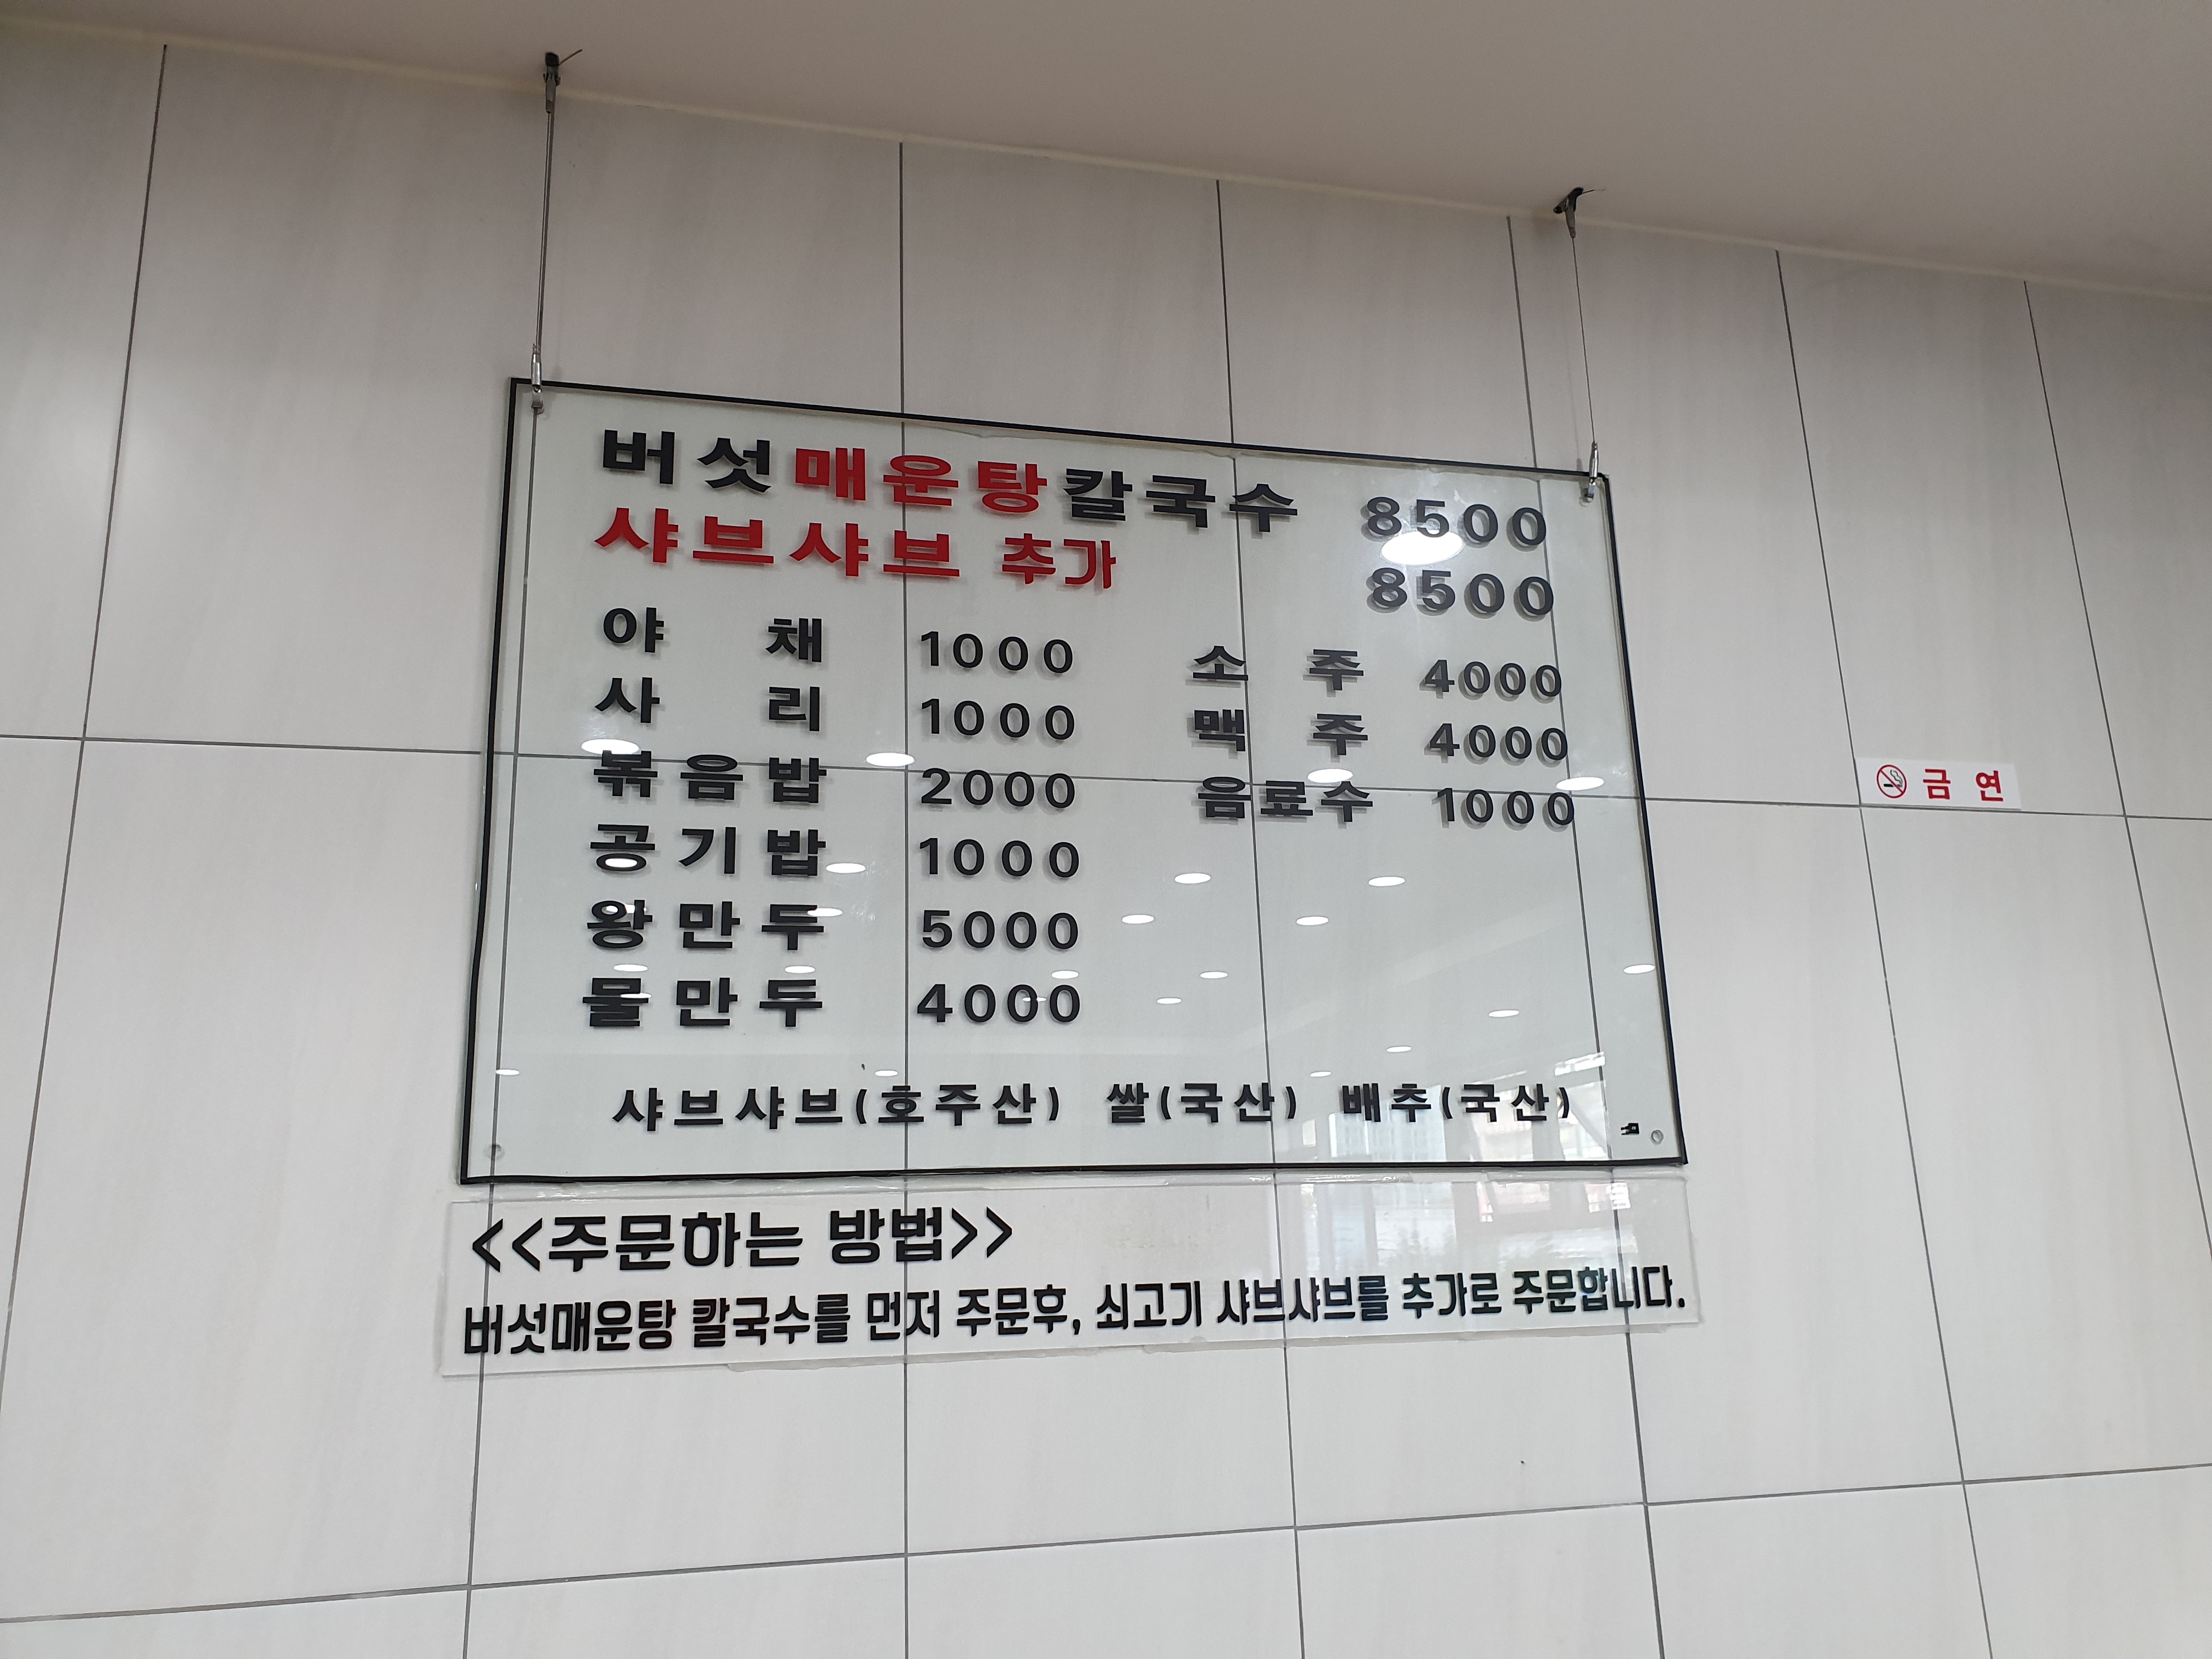 버섯매운탕칼국수 8500
샤브샤브 추가 8500
야채 1000 소주 4000
사리 1000 맥주 4000
볶음밥 2000 음료수 1000
공기밥 1000
왕만두 5000
물만두 4000
샤브샤브(호주산) 쌀(국산) 배추(국산)
<<주문하는 방법>>
버섯매운탕 칼국수를 먼저 주문후, 쇠고기 샤브샤브를 추가로 주문합니다.
금연